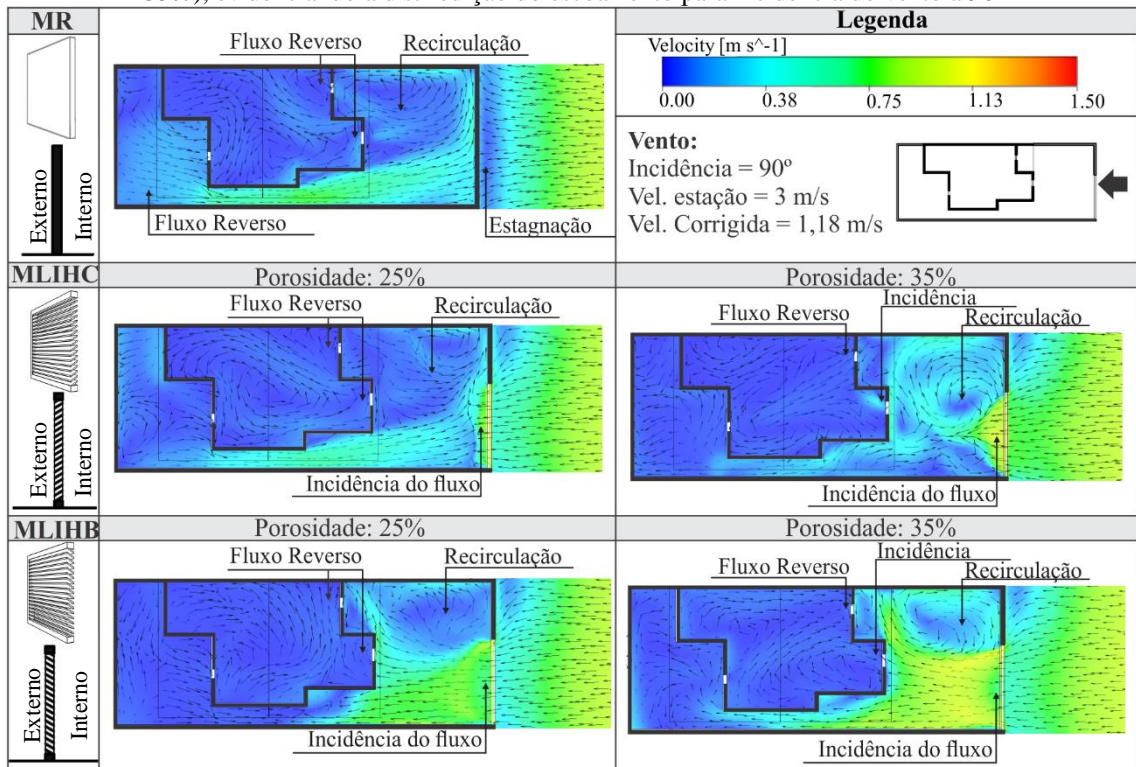 MR
Externo
Interno
Fluxo Reverso
Recirculação
Fluxo Reverso
Estagnação
Legenda
Velocity [m s^-1]
0.00 0.38 0.75 1.13 1.50
Vento:
Incidência = 90º
Vel. estação = 3 m/s
Vel. Corrigida = 1,18 m/s
MLIHC
Externo
Interno
Porosidade: 25%
Fluxo Reverso
Recirculação
Incidência do fluxo
Porosidade: 35%
Incidência
Fluxo Reverso
Recirculação
Incidência do fluxo
MLIHB
Externo
Interno
Porosidade: 25%
Fluxo Reverso
Recirculação
Incidência do fluxo
Porosidade: 35%
Incidência
Fluxo Reverso
Recirculação
Incidência do fluxo